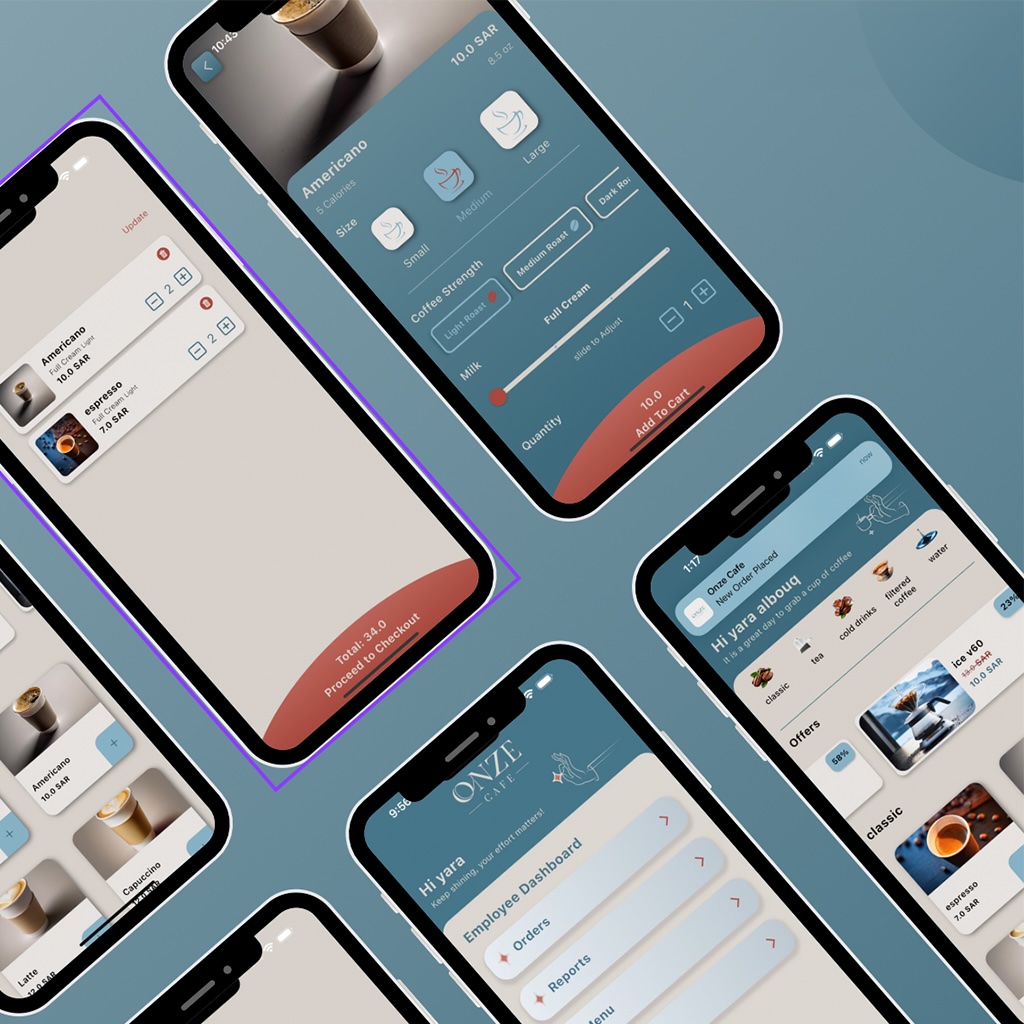 10:43
10.0 SAR
8.5 oz
Americano
5 Calories
Size
Small
Medium
Large
Coffee Strength
Light Roast
Medium Roast
Milk
Full Cream
slide to Adjust
Quantity
1
10.0
Add To Cart
Update
Americano
Full Cream Light
10.0 SAR
2
espresso
Full Cream Light
7.0 SAR
2
Total: 34.0
Proceed to Checkout
Americano
10.0 SAR
Capuccino
12.0 SAR
Latte
12.0 SAR
9:56
ONZE
CAFE
Hi yara
Keep shining, your effort matters!
Employee Dashboard
Orders
Reports
1:17
Onze Cafe
New Order Placed
now
Hi yara albouq
It is a great day to grab a cup of coffee
classic
tea
cold drinks
filtered
coffee
water
Offers
58%
23%
ice v60
13.0 SAR
10.0 SAR
classic
espresso
7.0 SAR